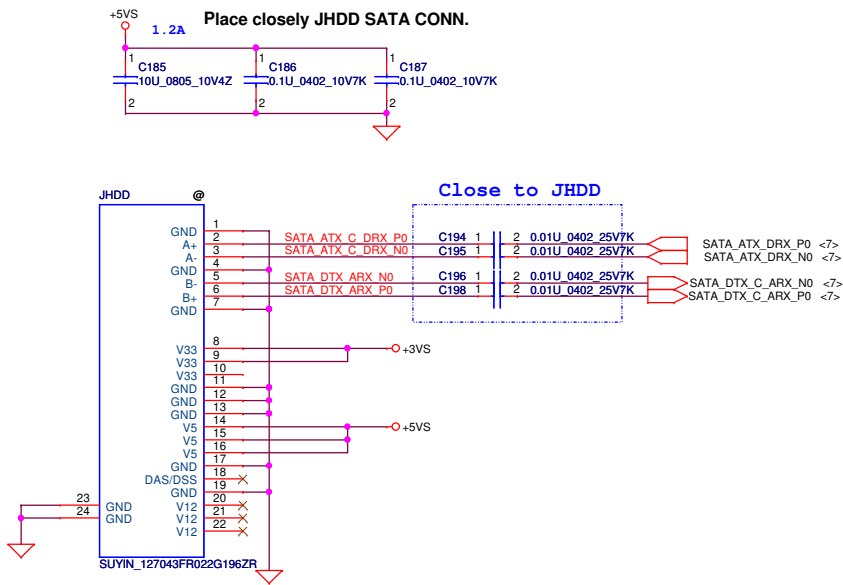 +5VS
1.2A
Place closely JHDD SATA CONN.
1 1 1
C185 C186 C187
10U_0805_10V4Z 0.1U_0402_10V7K 0.1U_0402_10V7K
2 2 2
JHDD @
Close to JHDD
GND 1
A+ 2 SATA_ATX_C_DRX_P0 C194 1 2 0.01U_0402_25V7K SATA_ATX_DRX_P0 <7>
A- 3 SATA_ATX_C_DRX_N0 C195 1 2 0.01U_0402_25V7K SATA_ATX_DRX_N0 <7>
GND 4
B- 5 SATA_DTX_ARX_N0 C196 1 2 0.01U_0402_25V7K SATA_DTX_C_ARX_N0 <7>
B+ 6 SATA_DTX_ARX_P0 C198 1 2 0.01U_0402_25V7K SATA_DTX_C_ARX_P0 <7>
GND 7
V33 8 +3VS
V33 9
V33 10
GND 11
GND 12
GND 13
V5 14 +5VS
V5 15
V5 16
GND 17
DAS/DSS 18
GND 19
V12 20
V12 21
V12 22
23 GND
24 GND
SUYIN_127043FR022G196ZR